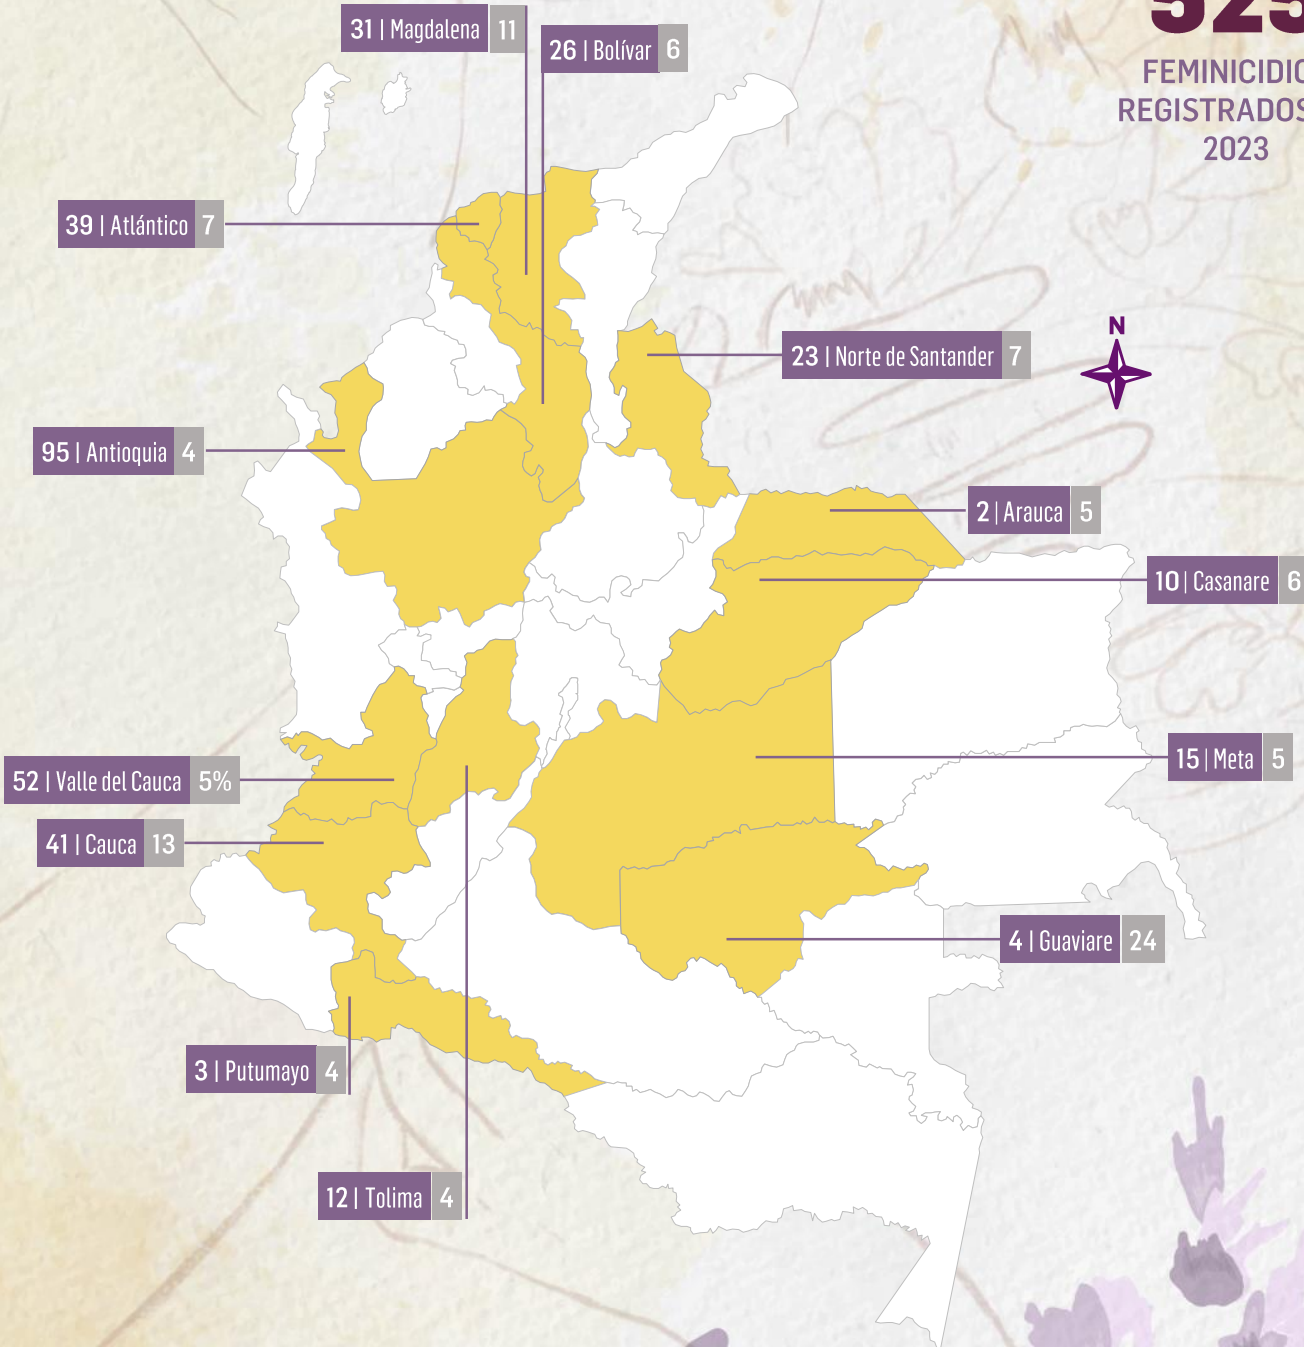 525
FEMINICIDIO
REGISTRADOS
2023
31 | Magdalena 11
26 | Bolívar 6
39 | Atlántico 7
N
23 | Norte de Santander 7
95 | Antioquia 4
2 | Arauca 5
10 | Casanare 6
15 | Meta 5
52 | Valle del Cauca 5%
41 | Cauca 13
4 | Guaviare 24
3 | Putumayo 4
12 | Tolima 4